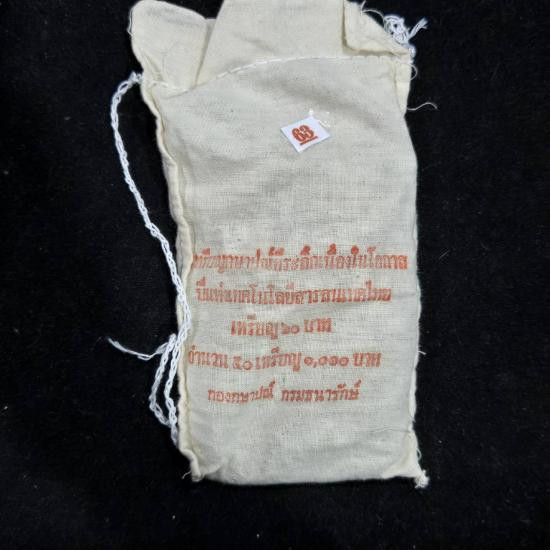 63
เหรียญกษาปณ์ที่ระลึกเนื่องในโอกาส
ปีแห่งเทคโนโลยีสารสนเทศไทย
เหรียญ ๒๐ บาท
จำนวน ๕๐ เหรียญ ๑,๐๐๐ บาท
กองกษาปณ์ กรมธนารักษ์